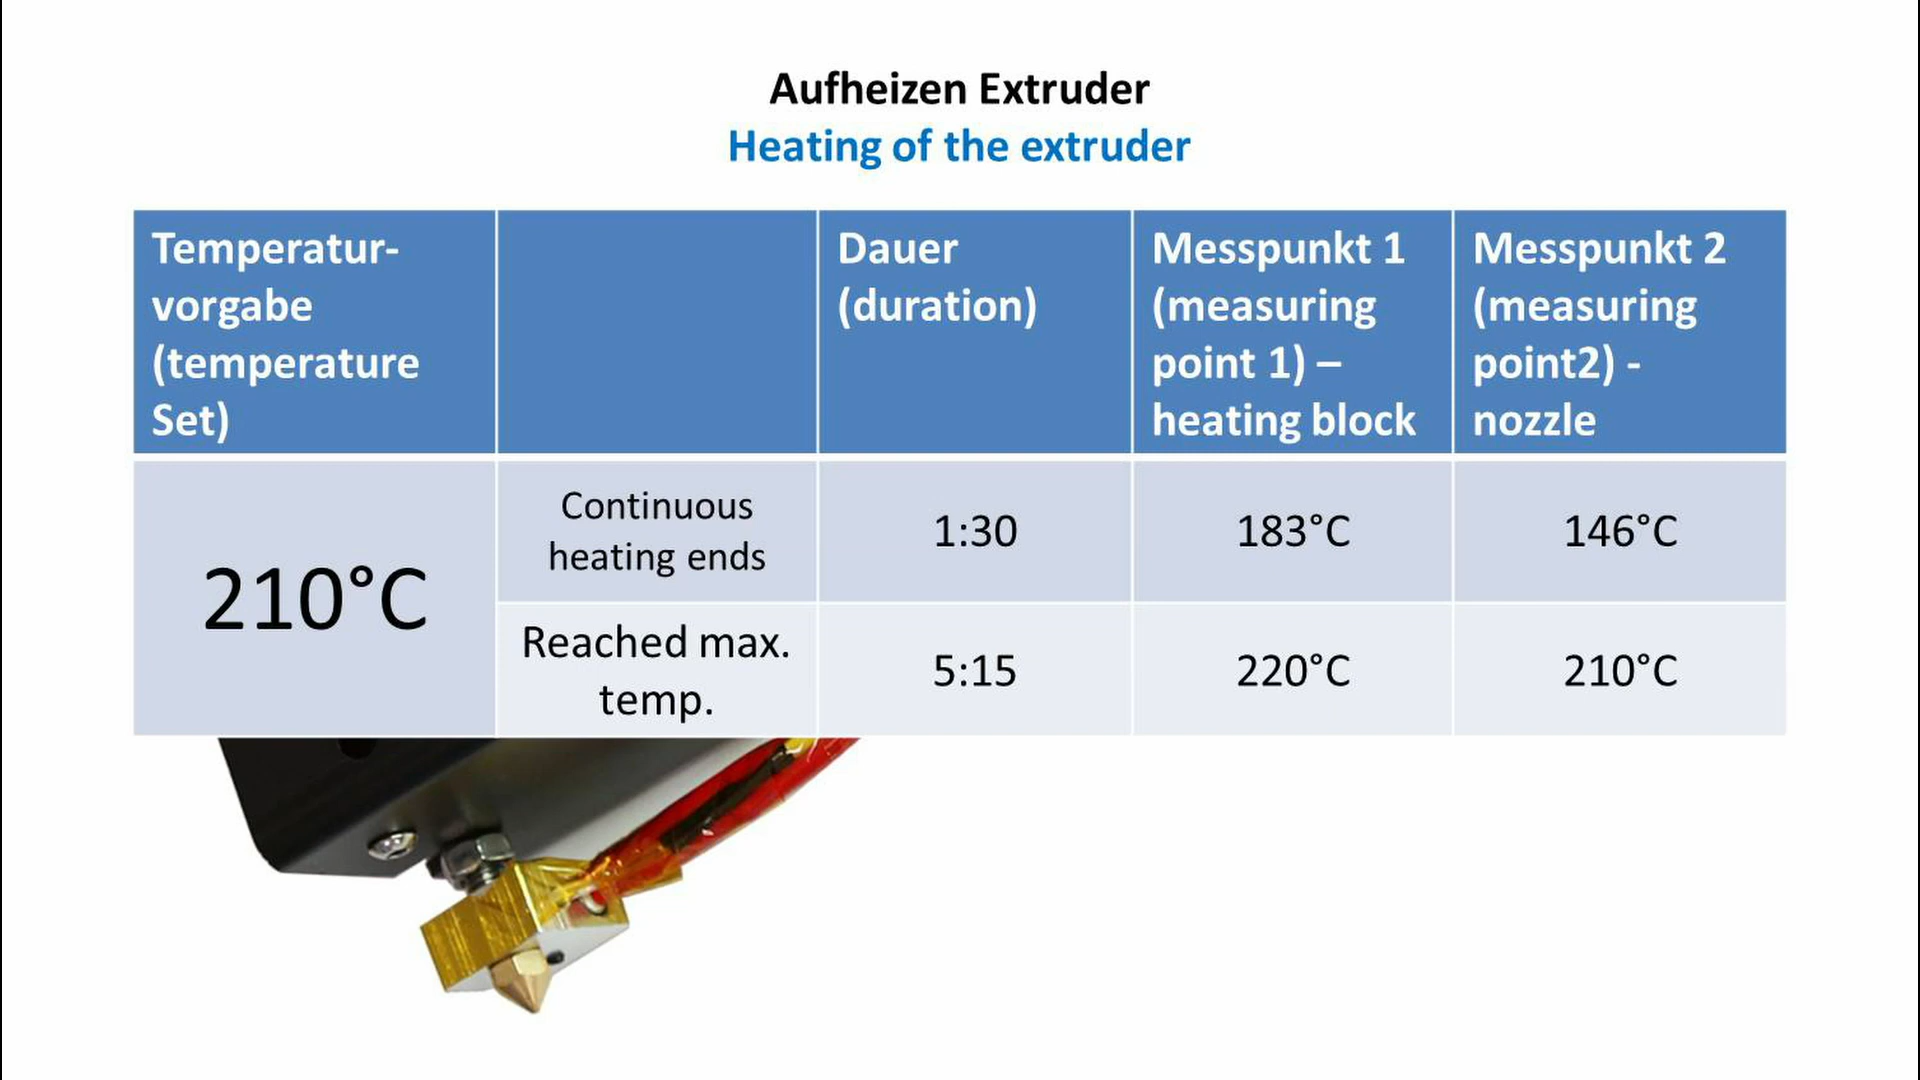 Aufheizen Extruder
Heating of the extruder
Temperatur-
vorgabe
(temperature
Set)
Dauer
(duration)
Messpunkt 1
(measuring
point 1) –
heating block
Messpunkt 2
(measuring
point2) -
nozzle
210°C
Continuous
heating ends
1:30
183°C
146°C
Reached max.
temp.
5:15
220°C
210°C